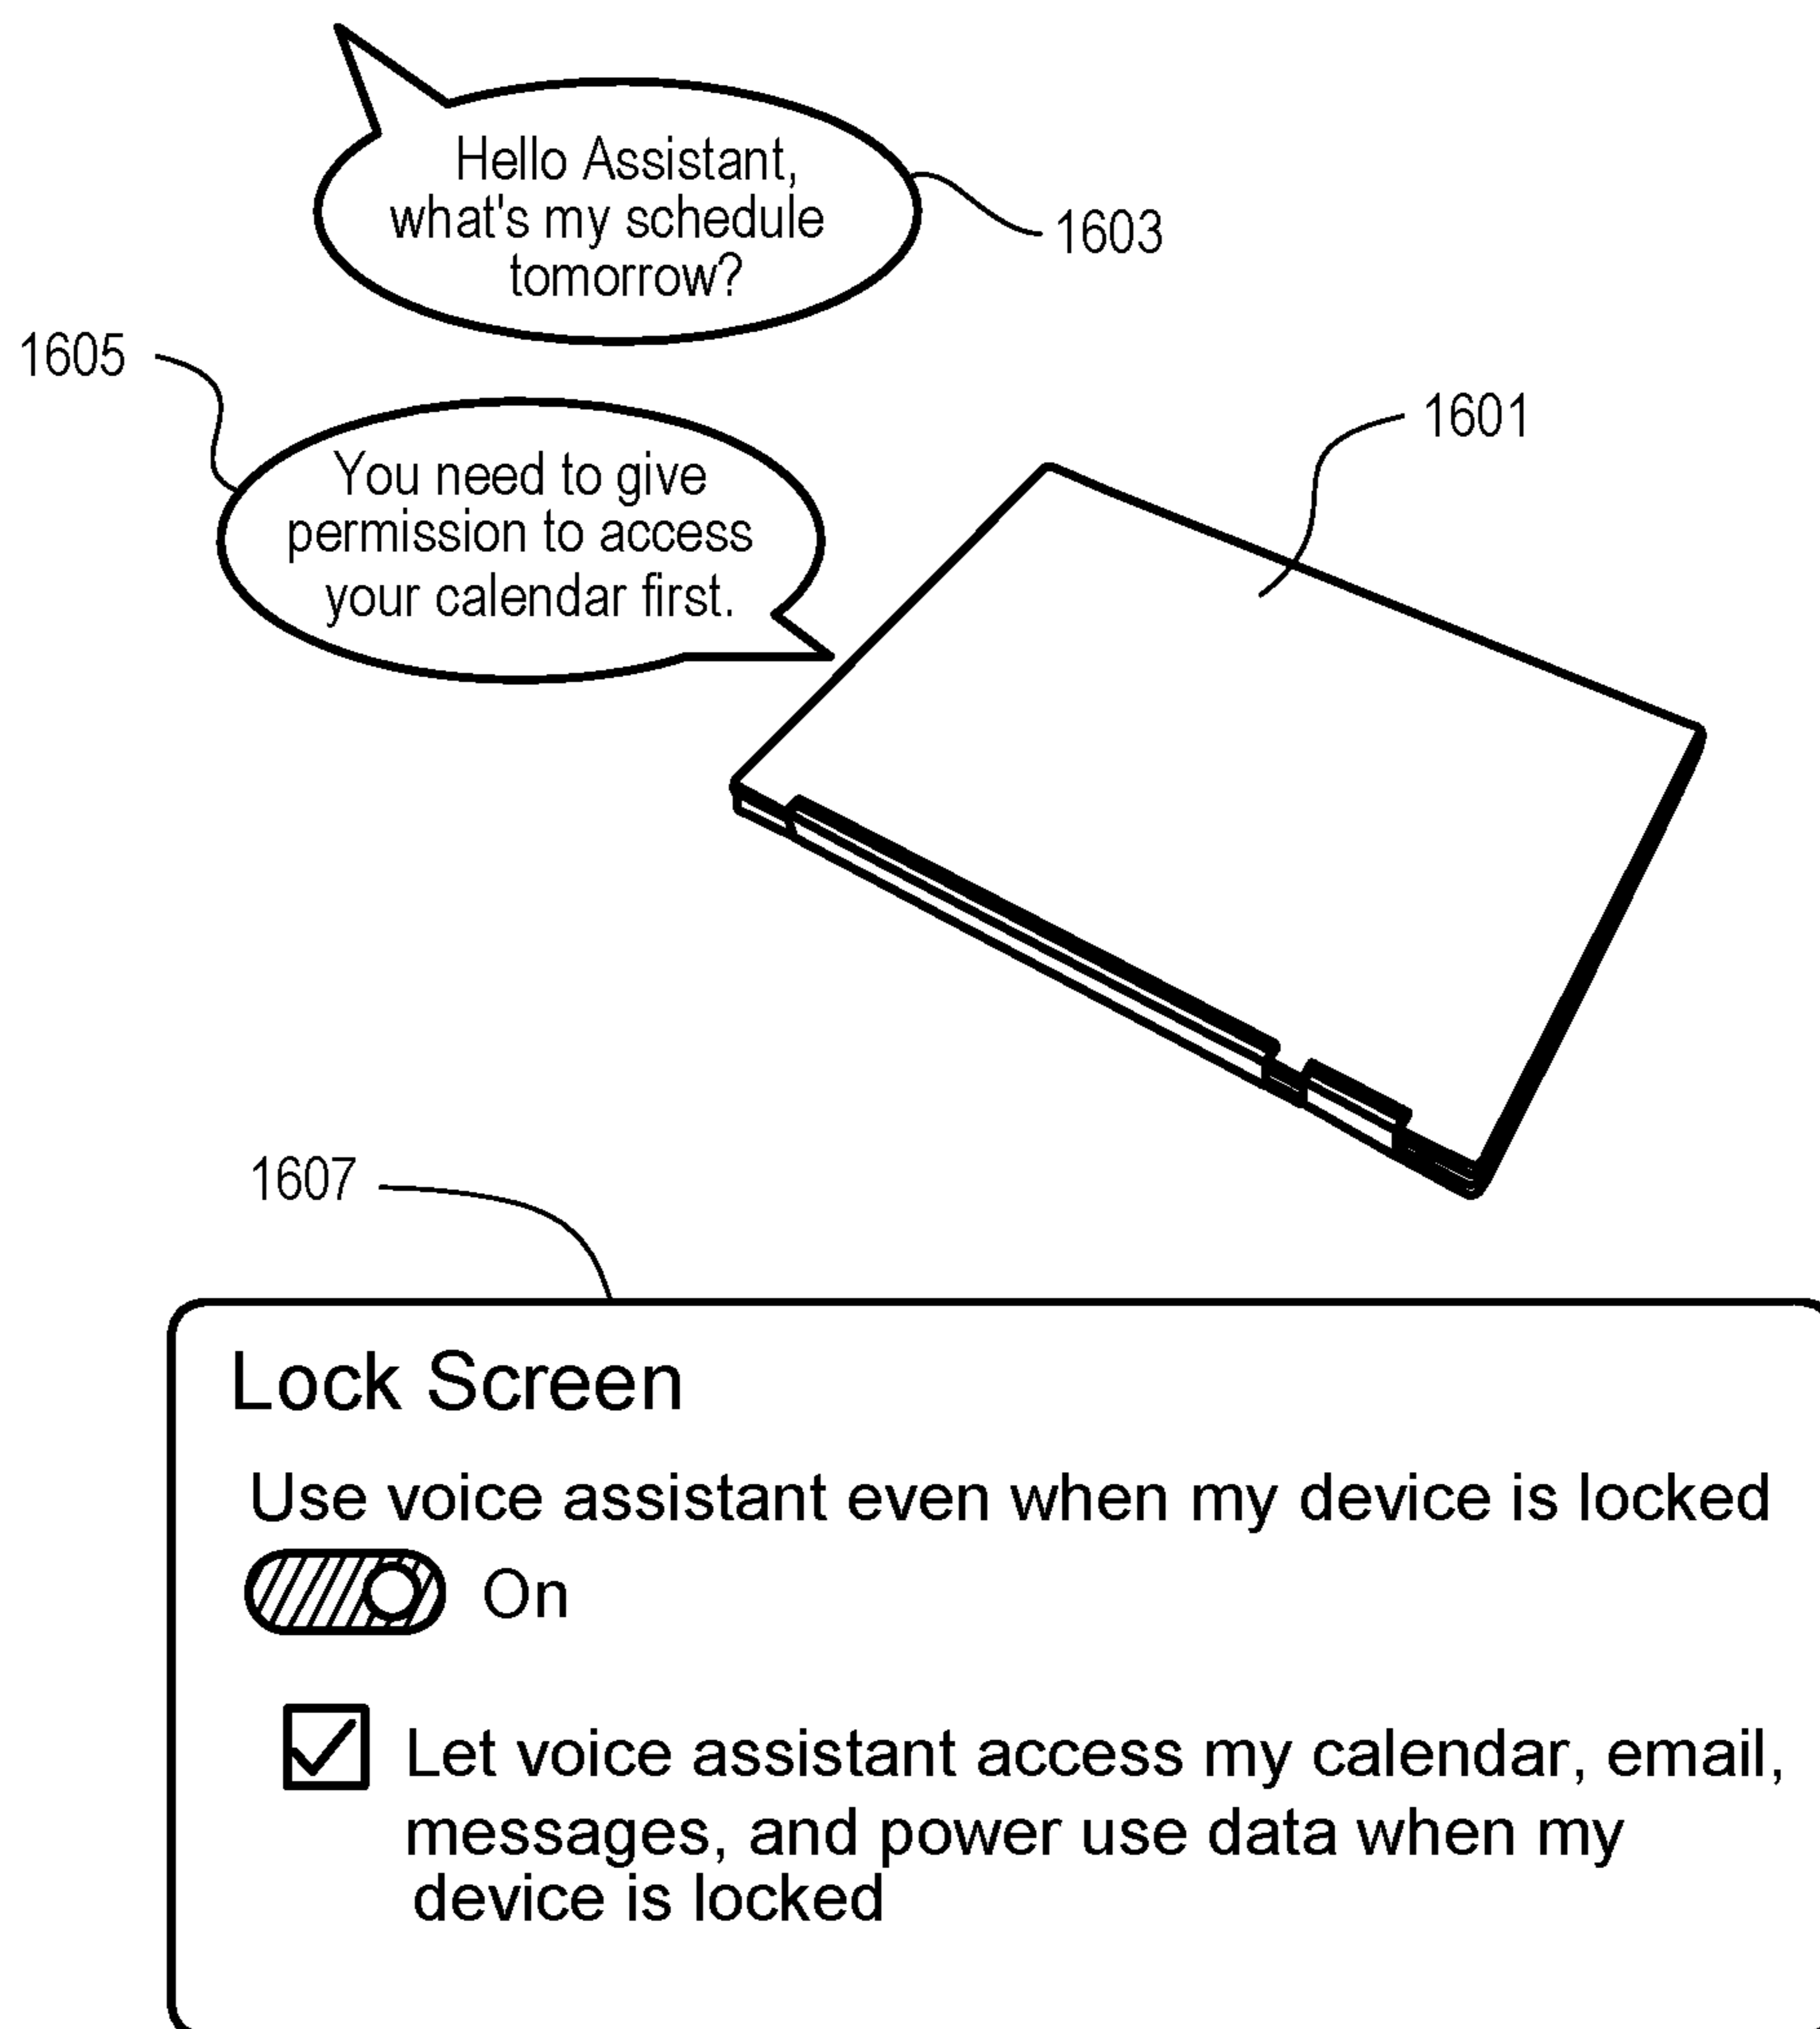 Hello Assistant,
what's my schedule
tomorrow?
1603
1605
You need to give
permission to access
your calendar first.
1601
1607
Lock Screen
Use voice assistant even when my device is locked
On
Let voice assistant access my calendar, email,
messages, and power use data when my
device is locked